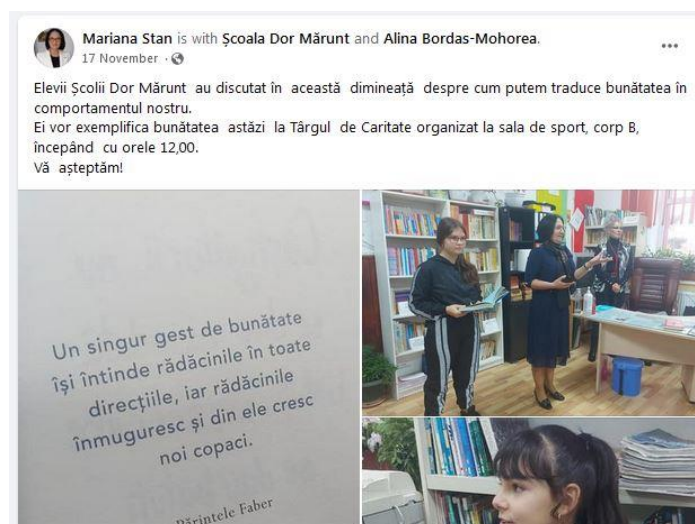 Mariana Stan is with Școala Dor Mărunt and Alina Bordas-Mohorea.
17 November ·
Elevii Școlii Dor Mărunt au discutat în această dimineață despre cum putem traduce bunătatea în
comportamentul nostru.
Ei vor exemplifica bunătatea astăzi la Târgul de Caritate organizat la sala de sport, corp B,
începând cu orele 12,00.
Vă așteptăm!
Un singur gest de bunătate
își întinde rădăcinile în toate
direcțiile, iar rădăcinile
înmuguresc și din ele cresc
noi copaci.
Părintele Faber